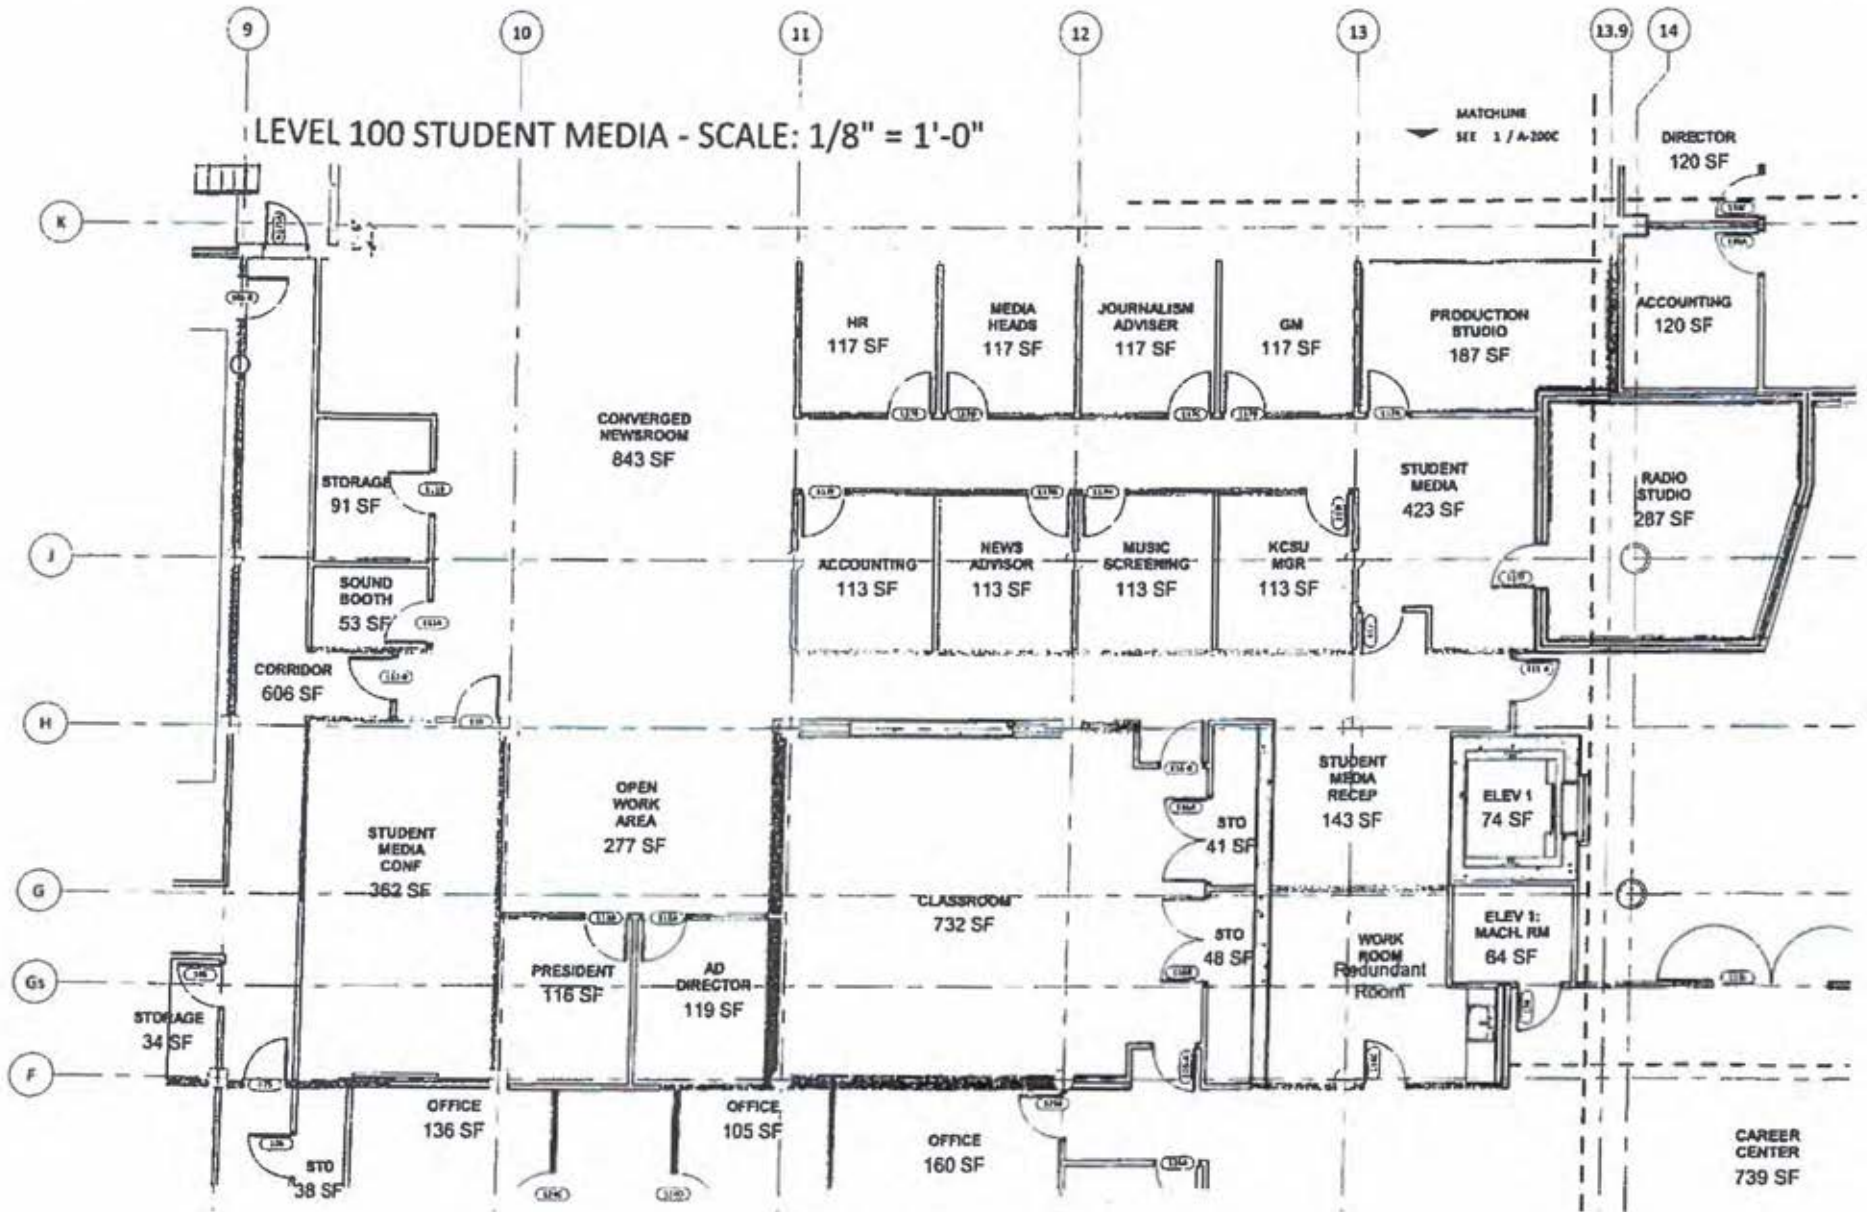 9
10
11
12
13
13.9
14
LEVEL 100 STUDENT MEDIA - SCALE: 1/8" = 1'-0"
MATCHLINE
SEE 1 / A-200C
DIRECTOR
120 SF
K
HR
117 SF
MEDIA
HEADS
117 SF
JOURNALISM
ADVISER
117 SF
GM
117 SF
PRODUCTION
STUDIO
187 SF
ACCOUNTING
120 SF
CONVERGED
NEWSROOM
843 SF
STORAGE
91 SF
STUDENT
MEDIA
423 SF
RADIO
STUDIO
287 SF
J
SOUND
BOOTH
53 SF
ACCOUNTING
113 SF
NEWS
ADVISOR
113 SF
MUSIC
SCREENING
113 SF
KCSU
MGR
113 SF
CORRIDOR
606 SF
H
STUDENT
MEDIA
CONF
362 SF
OPEN
WORK
AREA
277 SF
STO
41 SF
STUDENT
MEDIA
RECEP
143 SF
ELEV 1
74 SF
G
CLASSROOM
732 SF
STO
48 SF
WORK
ROOM
Redundant
Room
ELEV 1:
MACH. RM
64 SF
Gs
PRESIDENT
116 SF
AD
DIRECTOR
119 SF
STORAGE
34 SF
F
OFFICE
136 SF
OFFICE
105 SF
OFFICE
160 SF
STO
38 SF
CAREER
CENTER
739 SF